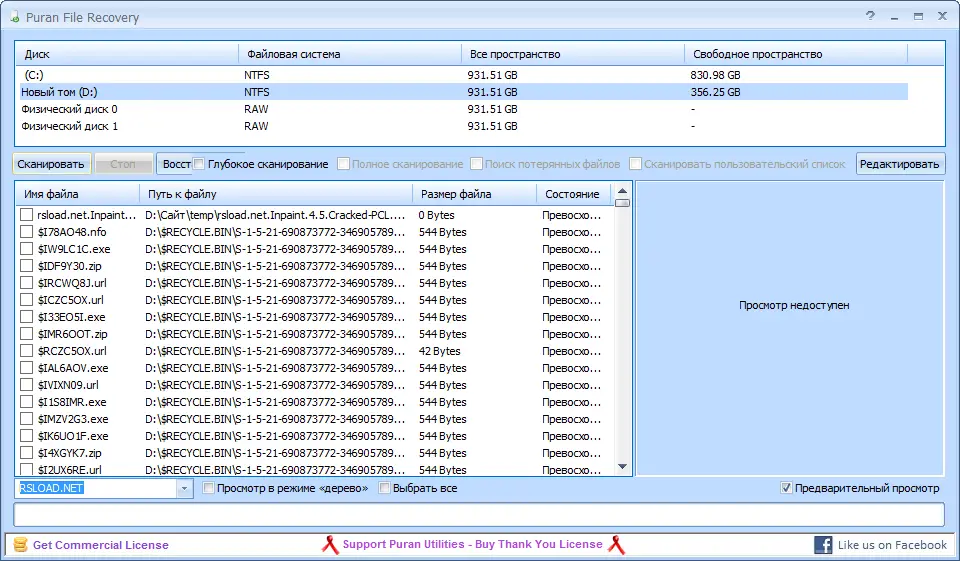 Puran File Recovery
Диск Файловая система Все пространство Свободное пространство
(C:) NTFS 931.51 GB 830.98 GB
Новый том (D:) NTFS 931.51 GB 356.25 GB
Физический диск 0 RAW 931.51 GB -
Физический диск 1 RAW 931.51 GB -
Сканировать Стоп Восст Глубокое сканирование Полное сканирование Поиск потерянных файлов Сканировать пользовательский список Редактировать
Имя файла Путь к файлу Размер файла Состояние
rsload.net.Inpaint... D:\Сайт\temp\rsload.net.Inpaint.4.5.Cracked-PCL.... 0 Bytes Превосхо...
$I78AO48.nfo D:\$RECYCLE.BIN\S-1-5-21-690873772-346905789... 544 Bytes Превосхо...
$IW9LC1C.exe D:\$RECYCLE.BIN\S-1-5-21-690873772-346905789... 544 Bytes Превосхо...
$IDF9Y30.zip D:\$RECYCLE.BIN\S-1-5-21-690873772-346905789... 544 Bytes Превосхо...
$IRCWQ8J.url D:\$RECYCLE.BIN\S-1-5-21-690873772-346905789... 544 Bytes Превосхо...
$ICZC5OX.url D:\$RECYCLE.BIN\S-1-5-21-690873772-346905789... 544 Bytes Превосхо...
$I33EO5I.exe D:\$RECYCLE.BIN\S-1-5-21-690873772-346905789... 544 Bytes Превосхо...
$IMR6OOT.zip D:\$RECYCLE.BIN\S-1-5-21-690873772-346905789... 544 Bytes Превосхо...
$RCZC5OX.url D:\$RECYCLE.BIN\S-1-5-21-690873772-346905789... 42 Bytes Превосхо...
$IAL6AOV.exe D:\$RECYCLE.BIN\S-1-5-21-690873772-346905789... 544 Bytes Превосхо...
$IVIXN09.url D:\$RECYCLE.BIN\S-1-5-21-690873772-346905789... 544 Bytes Превосхо...
$I1S8IMR.exe D:\$RECYCLE.BIN\S-1-5-21-690873772-346905789... 544 Bytes Превосхо...
$IMZV2G3.exe D:\$RECYCLE.BIN\S-1-5-21-690873772-346905789... 544 Bytes Превосхо...
$IK6UO1F.exe D:\$RECYCLE.BIN\S-1-5-21-690873772-346905789... 544 Bytes Превосхо...
$I4XGYK7.zip D:\$RECYCLE.BIN\S-1-5-21-690873772-346905789... 544 Bytes Превосхо...
$I2UX6RE.url D:\$RECYCLE.BIN\S-1-5-21-690873772-346905789... 544 Bytes Превосхо...
Просмотр недоступен
RSLOAD.NET Просмотр в режиме «дерево» Выбрать все Предварительный просмотр
Get Commercial License Support Puran Utilities - Buy Thank You License Like us on Facebook